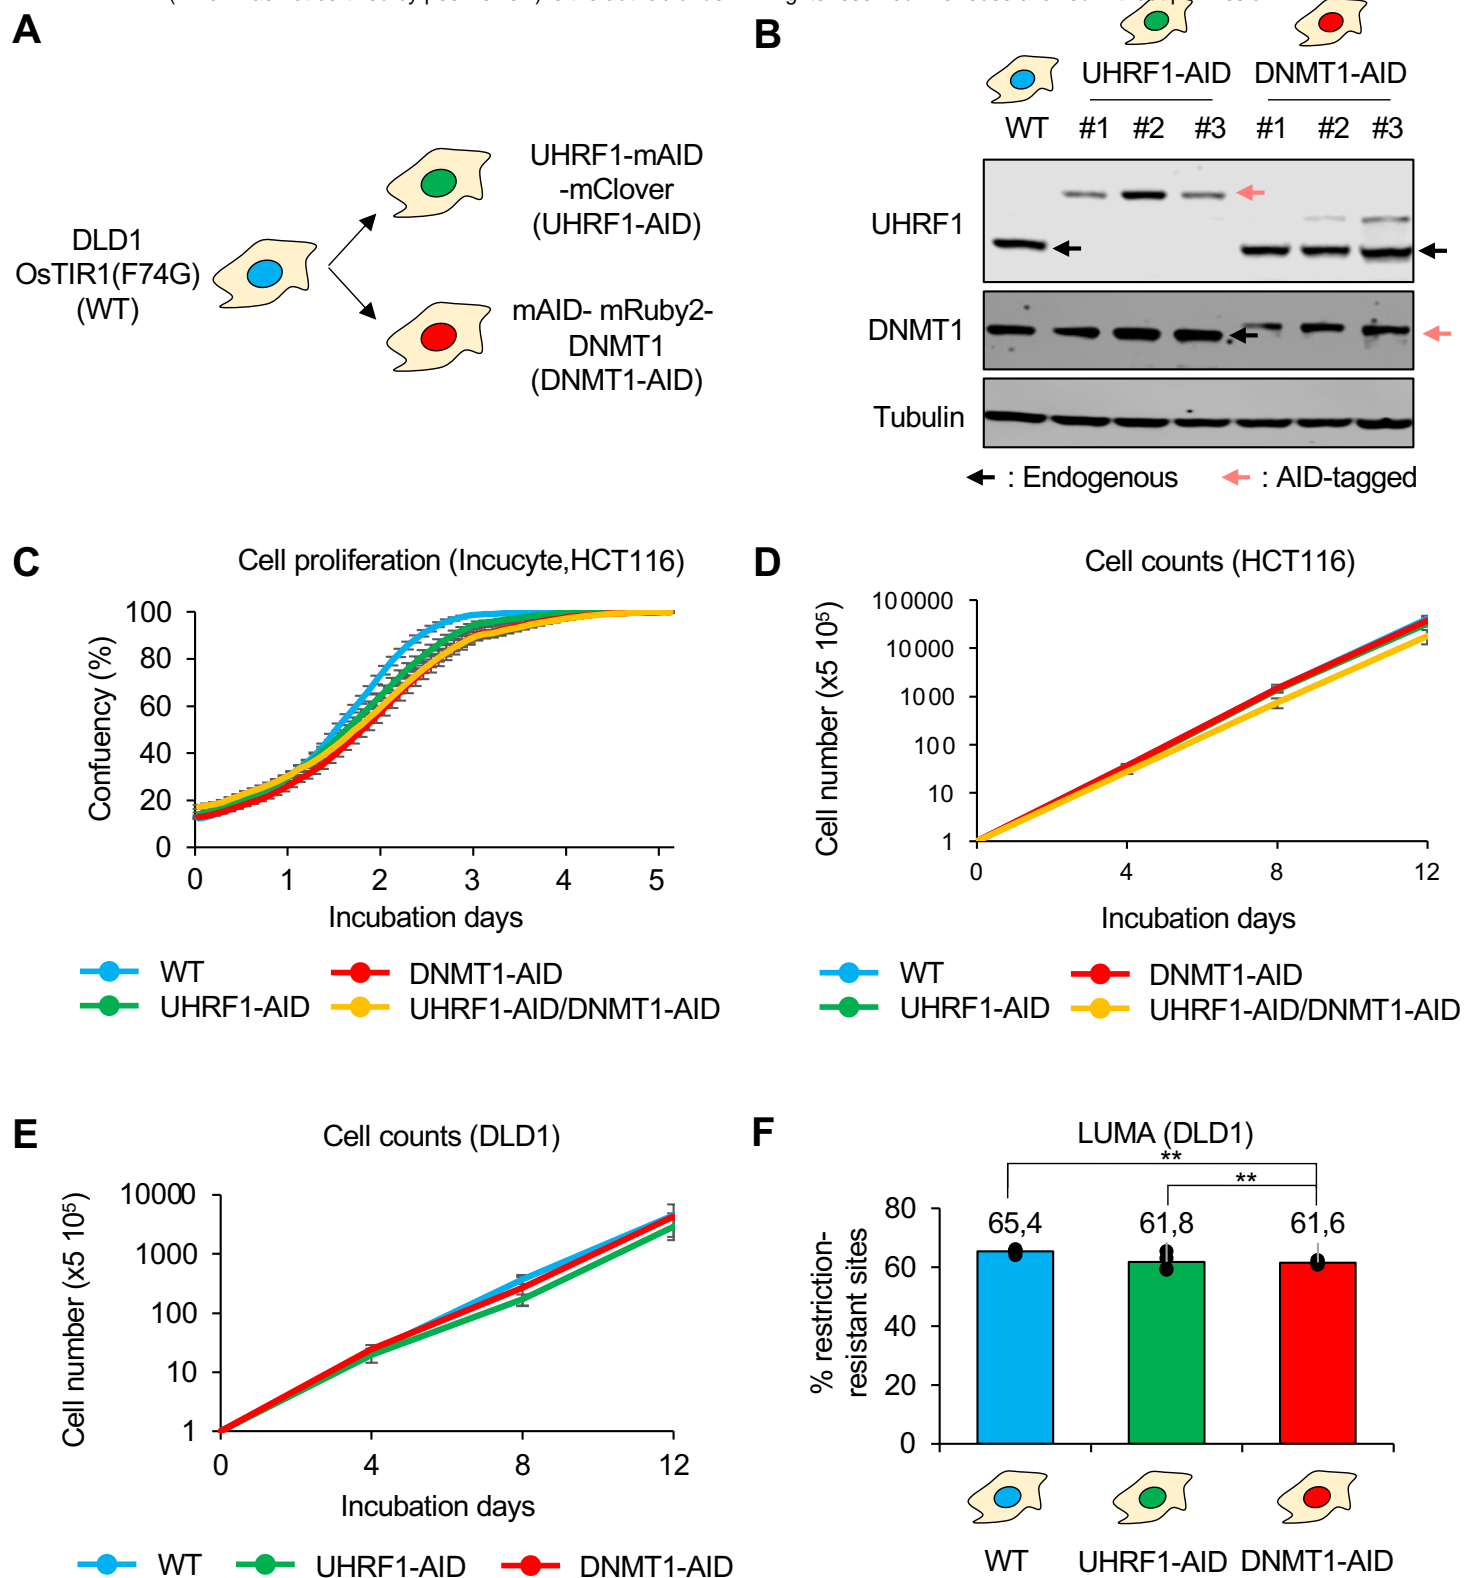 A
DLD1
OsTIR1(F74G)
(WT)
UHRF1-mAID
-mClover
(UHRF1-AID)
mAID- mRuby2-
DNMT1
(DNMT1-AID)
B
UHRF1-AID DNMT1-AID
WT #1 #2 #3 #1 #2 #3
UHRF1
DNMT1
Tubulin
: Endogenous : AID-tagged
C
Cell proliferation (Incucyte,HCT116)
Confuency (%)
100
80
60
40
20
0
0 1 2 3 4 5
Incubation days
WT DNMT1-AID
UHRF1-AID UHRF1-AID/DNMT1-AID
D
Cell counts (HCT116)
Cell number (x5 10⁵)
100000
10000
1000
100
10
1
0 4 8 12
Incubation days
WT DNMT1-AID
UHRF1-AID UHRF1-AID/DNMT1-AID
E
Cell counts (DLD1)
Cell number (x5 10⁵)
10000
1000
100
10
1
0 4 8 12
Incubation days
WT UHRF1-AID DNMT1-AID
F
LUMA (DLD1)
**
**
% restriction-
resistant sites
80
60
40
20
0
65,4 61,8 61,6
WT UHRF1-AID DNMT1-AID